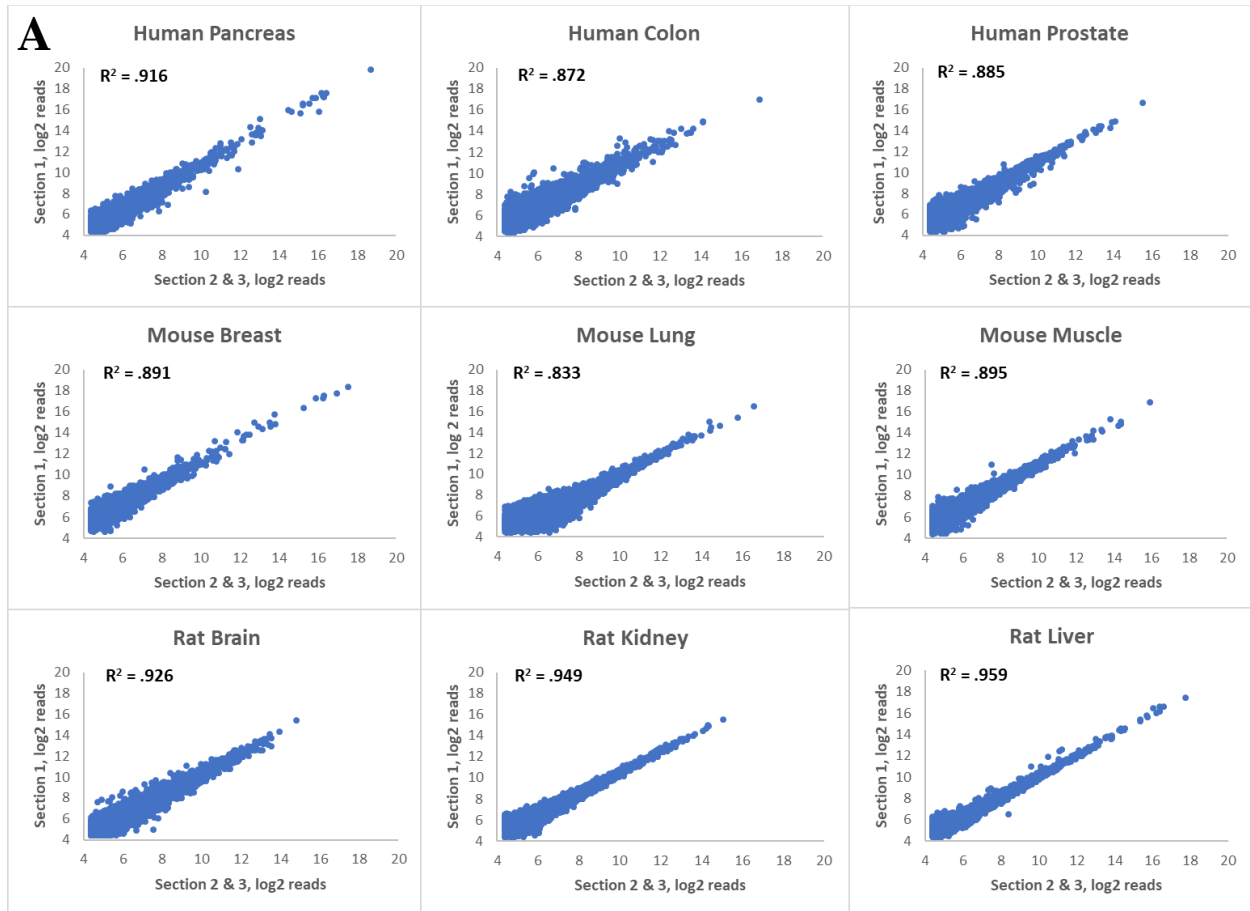 A
Human Pancreas
R² = .916
Section 1, log2 reads
20
18
16
14
12
10
8
6
4
4 6 8 10 12 14 16 18 20
Section 2 & 3, log2 reads
Human Colon
R² = .872
Section 1, log2 reads
20
18
16
14
12
10
8
6
4
4 6 8 10 12 14 16 18 20
Section 2 & 3, log2 reads
Human Prostate
R² = .885
Section 1, log2 reads
20
18
16
14
12
10
8
6
4
4 6 8 10 12 14 16 18 20
Section 2 & 3, log2 reads
Mouse Breast
R² = .891
Section 1, log2 reads
20
18
16
14
12
10
8
6
4
4 6 8 10 12 14 16 18 20
Section 2 & 3, log2 reads
Mouse Lung
R² = .833
Section 1, log 2 reads
20
18
16
14
12
10
8
6
4
4 6 8 10 12 14 16 18 20
Section 2 & 3, log2 reads
Mouse Muscle
R² = .895
Section 1, log2 reads
20
18
16
14
12
10
8
6
4
4 6 8 10 12 14 16 18 20
Section 2 & 3, log2 reads
Rat Brain
R² = .926
Section 1, log2 reads
20
18
16
14
12
10
8
6
4
4 6 8 10 12 14 16 18 20
Section 2 & 3, log2 reads
Rat Kidney
R² = .949
Section 1, log2 reads
20
18
16
14
12
10
8
6
4
4 6 8 10 12 14 16 18 20
Section 2 & 3, log2 reads
Rat Liver
R² = .959
Section 1, log2 reads
20
18
16
14
12
10
8
6
4
4 6 8 10 12 14 16 18 20
Section 2 & 3, log2 reads